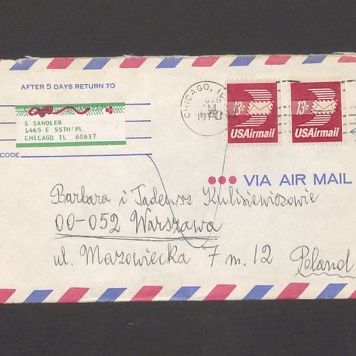 AFTER 5 DAYS RETURN TO
S SANDLER
1465 E 55TH PL
CHICAGO IL 60637
CODE
CHICAGO, IL
13c
USAirmail
13c
USAirmail
VIA AIR MAIL
Barbara i Tadeusz Kulisiewiczowie
00-052 Warszawa
ul. Mazowiecka 7 m. 12 Poland